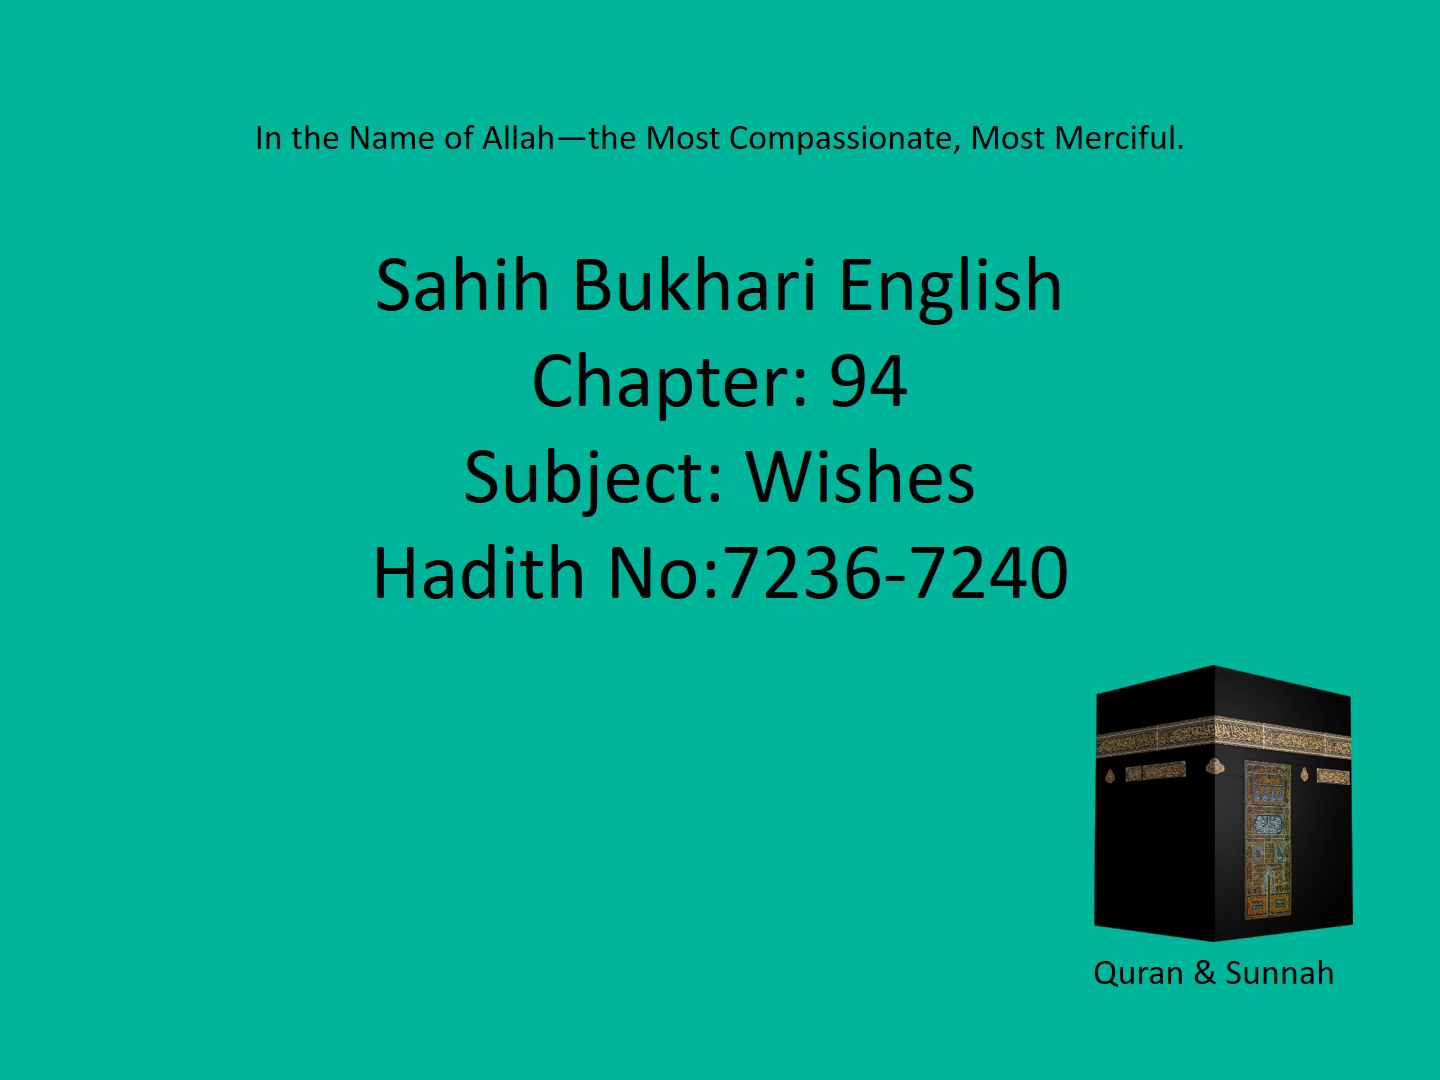 In the Name of Allah—the Most Compassionate, Most Merciful.
Sahih Bukhari English
Chapter: 94
Subject: Wishes
Hadith No:7236-7240
Quran & Sunnah